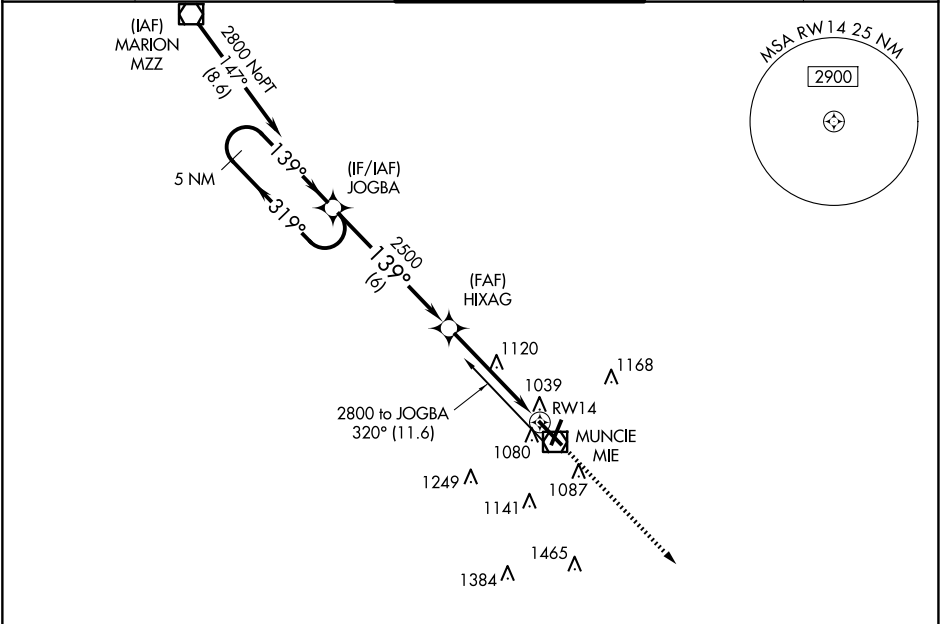 (IAF)
MARION
MZZ
2800 NoPT
147°
(8.6)
MSA RW14 25 NM
2900
5 NM
139°
319°
(IF/IAF)
JOGBA
2500
139°
(6)
(FAF)
HIXAG
1120
1168
1039
RW14
2800 to JOGBA
320° (11.6)
MUNCIE
MIE
1080
1249
1087
1141
1465
1384